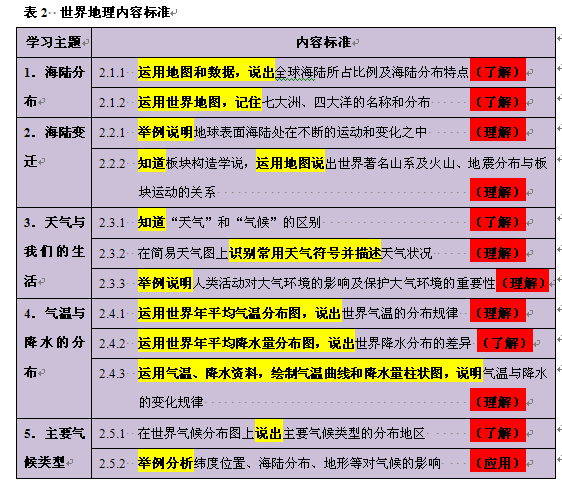 表 2 世界地理内容标准
学习主题 内容标准
1．海陆分布
2.1.1 运用地图和数据，说出全球海陆所占比例及海陆分布特点 （了解）
2.1.2 运用世界地图，记住七大洲、四大洋的名称和分布 （了解）
2．海陆变迁
2.2.1 举例说明地球表面海陆处在不断的运动和变化之中 （理解）
2.2.2 知道板块构造学说，运用地图说出世界著名山系及火山、地震分布与板
块运动的关系 （理解）
3．天气与我们的生活
2.3.1 知道“天气”和“气候”的区别 （了解）
2.3.2 在简易天气图上识别常用天气符号并描述天气状况 （理解）
2.3.3 举例说明人类活动对大气环境的影响及保护大气环境的重要性（理解）
4．气温与降水的分布
2.4.1 运用世界年平均气温分布图，说出世界气温的分布规律 （理解）
2.4.2 运用世界年平均降水量分布图，说出世界降水分布的差异 （了解）
2.4.3 运用气温、降水资料，绘制气温曲线和降水量柱状图，说明气温与降水
的变化规律 （理解）
5．主要气候类型
2.5.1 在世界气候分布图上说出主要气候类型的分布地区 （了解）
2.5.2 举例分析纬度位置、海陆分布、地形等对气候的影响 （应用）